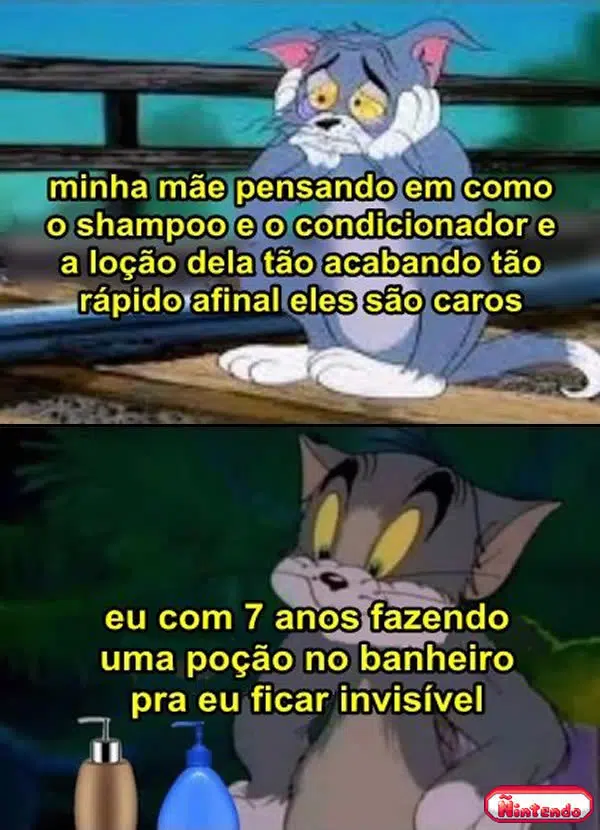 minha mãe pensando em como
o shampoo e o condicionador e
a loção dela tão acabando tão
rápido afinal eles são caros
eu com 7 anos fazendo
uma poção no banheiro
pra eu ficar invisível
Ñintendo